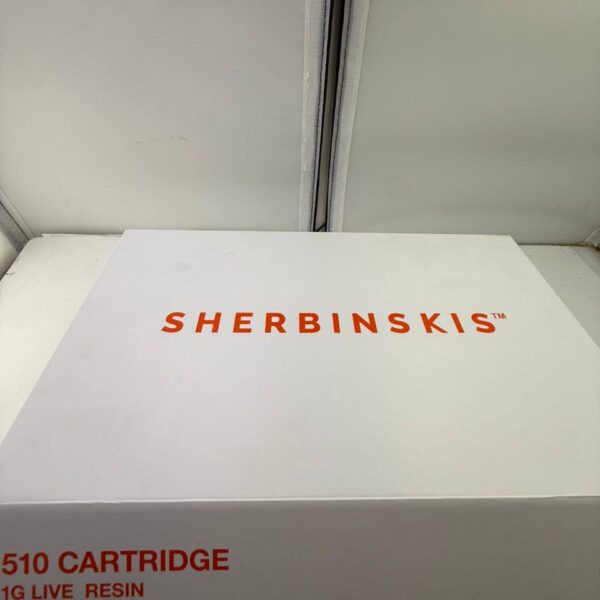 SHERBINSKIS™
510 CARTRIDGE
1G LIVE RESIN